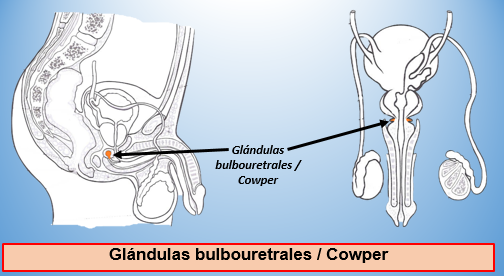 Glándulas
bulbouretrales /
Cowper
Glándulas bulbouretrales / Cowper